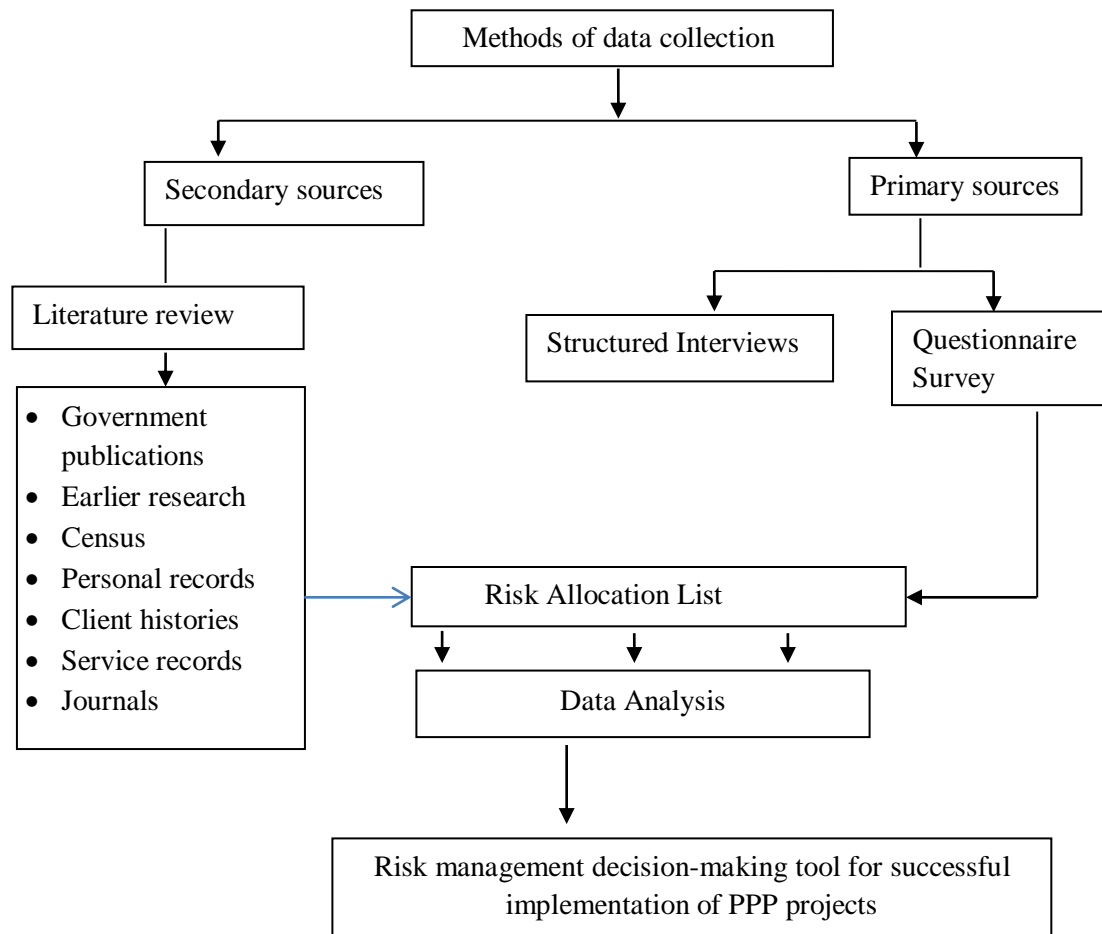 Methods of data collection
Secondary sources
Primary sources
Literature review
Structured Interviews
Questionnaire
Survey
• Government
publications
• Earlier research
• Census
• Personal records
• Client histories
• Service records
• Journals
Risk Allocation List
Data Analysis
Risk management decision-making tool for successful
implementation of PPP projects